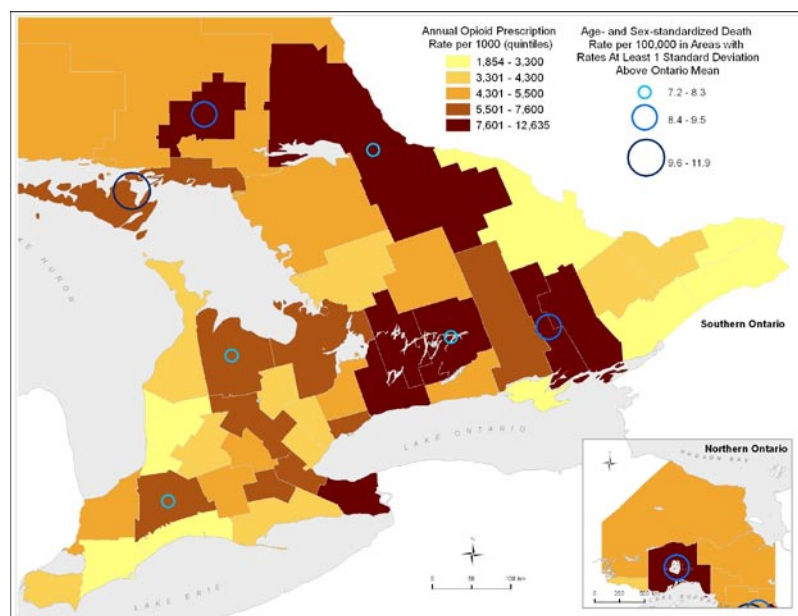 Annual Opioid Prescription
Rate per 1000 (quintiles)
1,854 - 3,300
3,301 - 4,300
4,301 - 5,500
5,501 - 7,600
7,601 - 12,635
Age- and Sex-standardized Death
Rate per 100,000 in Areas with
Rates At Least 1 Standard Deviation
Above Ontario Mean
7.2 - 8.3
8.4 - 9.5
9.6 - 11.9
HURON
Southern Ontario
LAKE ONTARIO
LAKE ERIE
0 50 100 km
Northern Ontario
HUDSON BAY